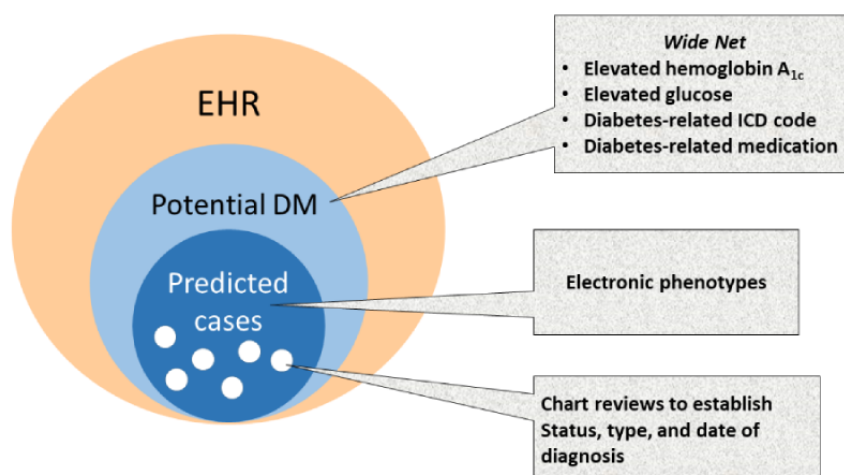 EHR
Potential DM
Predicted
cases
Wide Net
• Elevated hemoglobin A1c
• Elevated glucose
• Diabetes-related ICD code
• Diabetes-related medication
Electronic phenotypes
Chart reviews to establish
Status, type, and date of
diagnosis